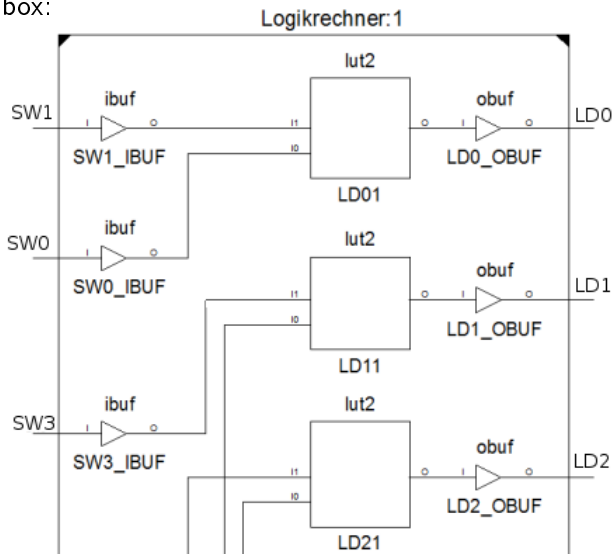 box:
Logikrechner:1
lut2
ibuf
obuf
SW1
I
O
I1
O
I
O
LD0
SW1_IBUF
I0
LD0_OBUF
LD01
ibuf
lut2
SW0
I
O
SW0_IBUF
obuf
I1
O
I
O
LD1
I0
LD1_OBUF
LD11
ibuf
lut2
SW3
I
O
SW3_IBUF
obuf
I1
O
I
O
LD2
I0
LD2_OBUF
LD21